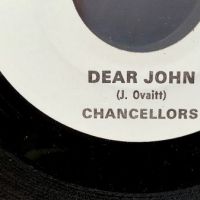 DEAR JOHN
(J. Ovaitt)
CHANCELLORS